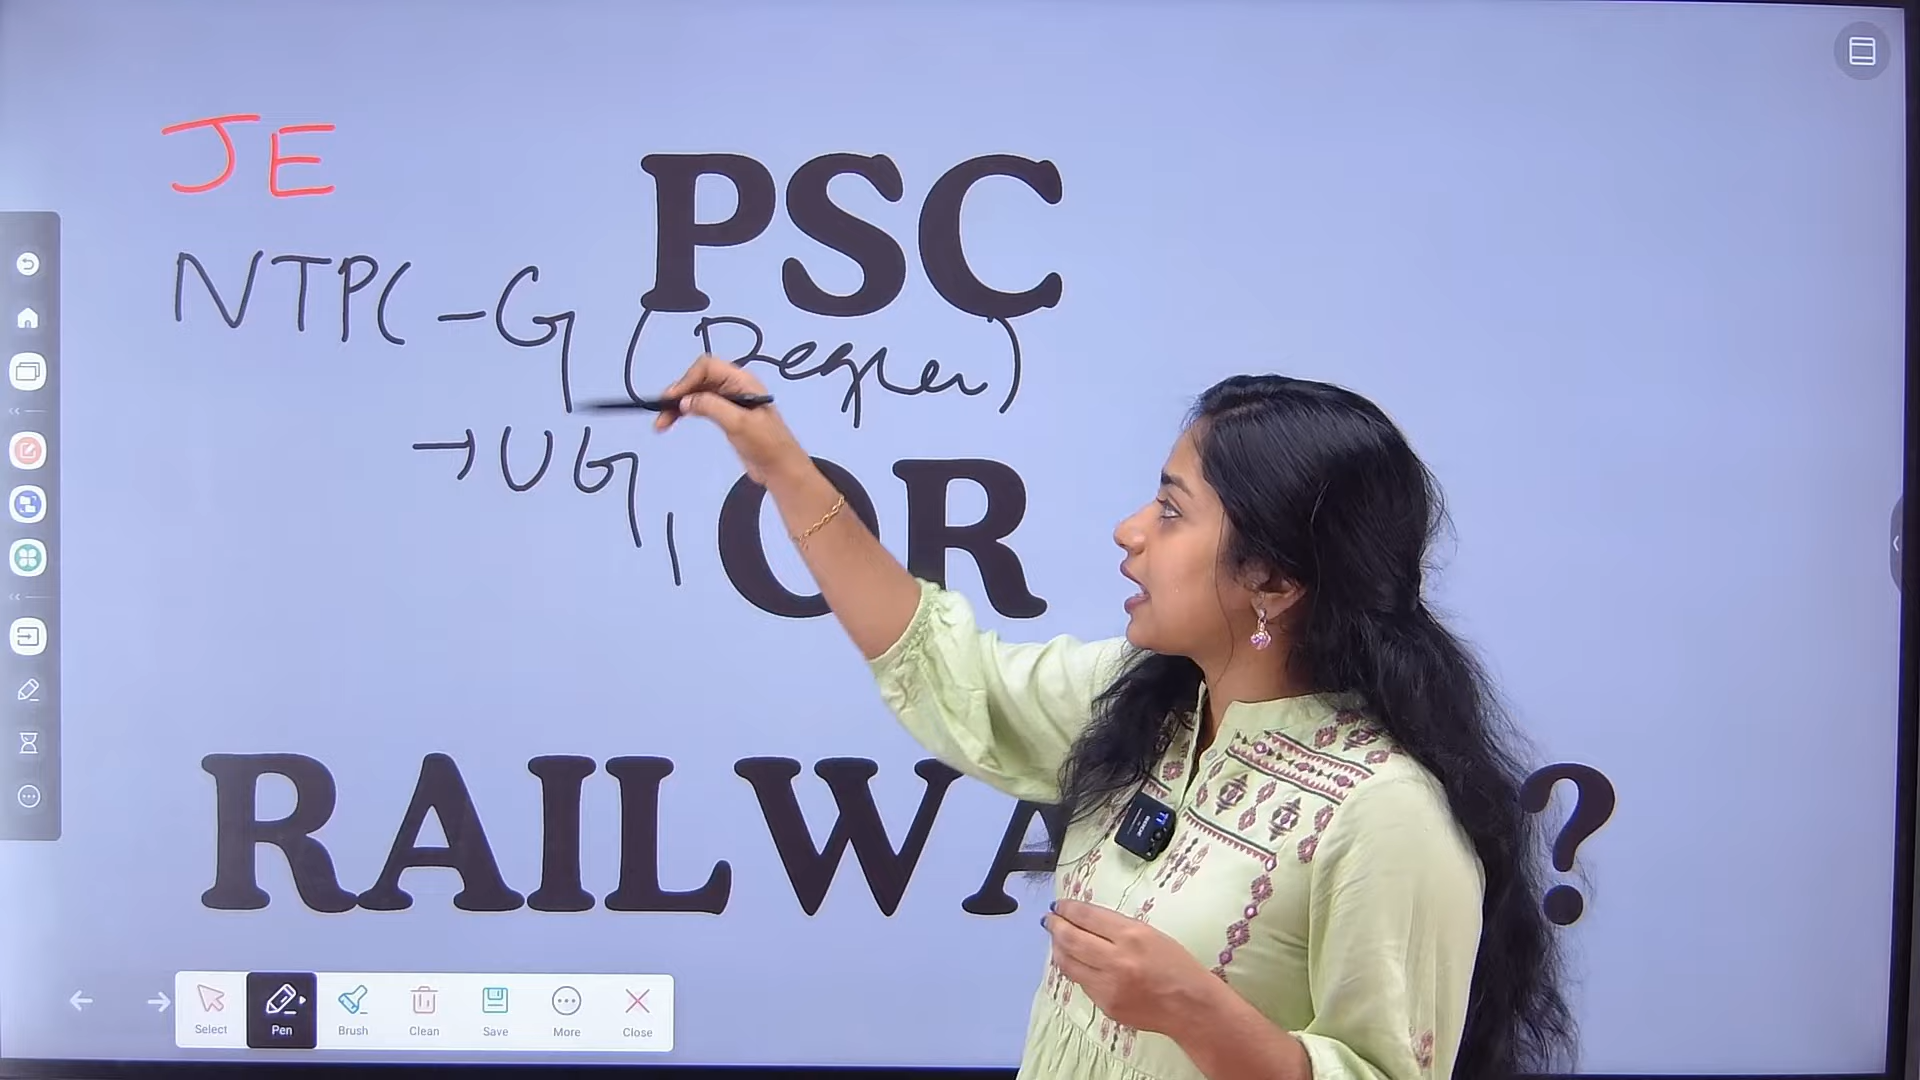 JE
PSC
NTPC - G (Degree)
→ UG
OR
RAILWA ?
Select Pen Brush Clean Save More Close